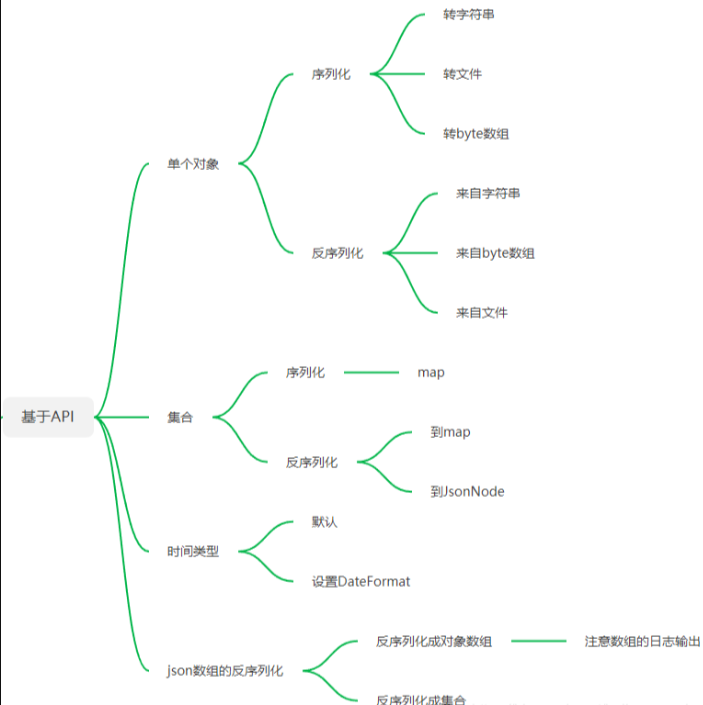 转字符串
序列化
转文件
转byte数组
单个对象
来自字符串
反序列化
来自byte数组
来自文件
序列化
map
基于API
集合
到map
反序列化
到JsonNode
默认
时间类型
设置DateFormat
反序列化成对象数组
注意数组的日志输出
json数组的反序列化
反序列化成集合